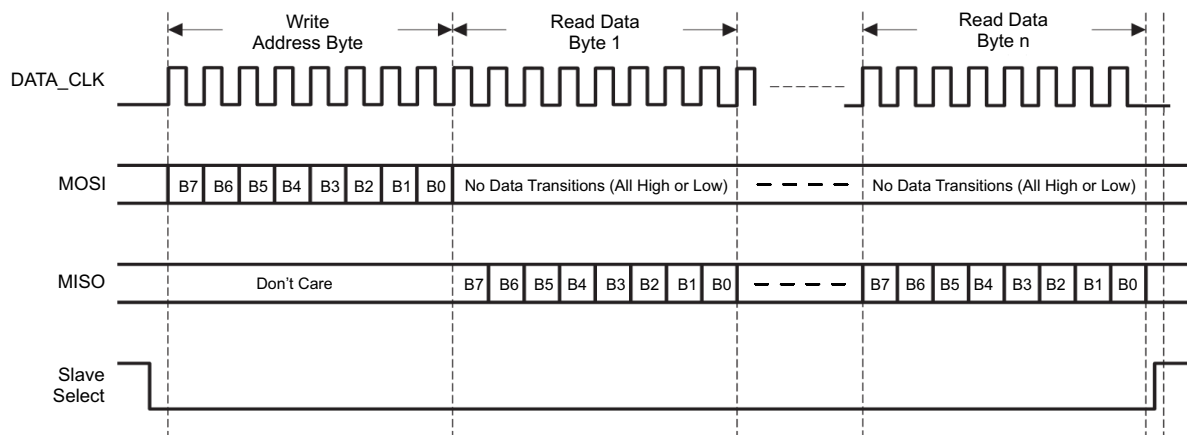 Write
Address Byte
Read Data
Byte 1
Read Data
Byte n
DATA_CLK
MOSI
B7 B6 B5 B4 B3 B2 B1 B0
No Data Transitions (All High or Low)
No Data Transitions (All High or Low)
MISO
Don't Care
B7 B6 B5 B4 B3 B2 B1 B0
B7 B6 B5 B4 B3 B2 B1 B0
Slave
Select